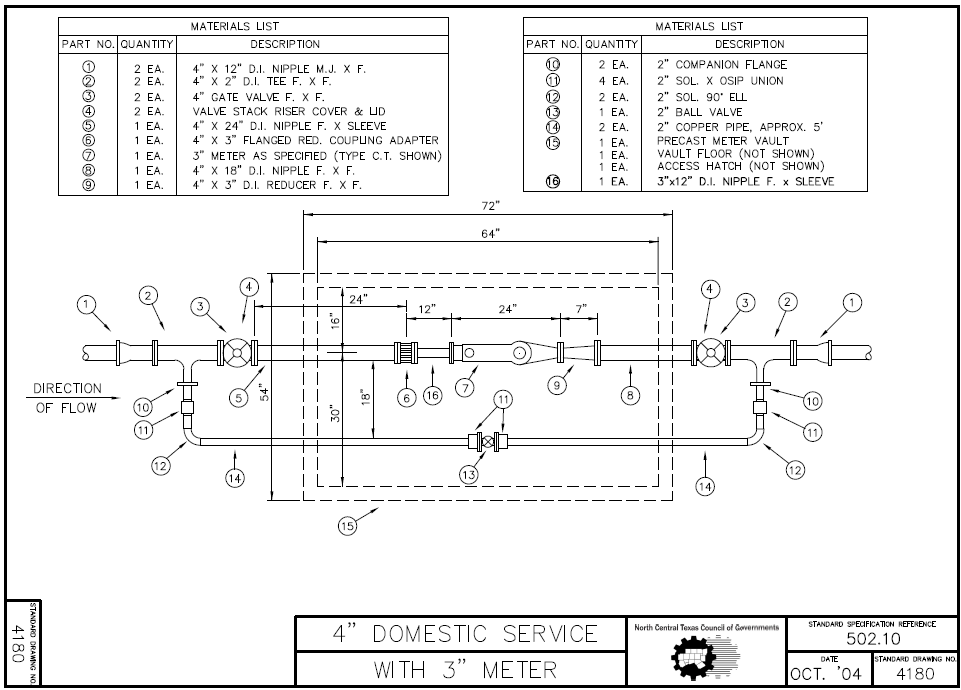 MATERIALS LIST
PART NO. QUANTITY DESCRIPTION
1 2 EA. 4" X 12" D.I. NIPPLE M.J. X F.
2 2 EA. 4" X 2" D.I. TEE F. X F.
3 2 EA. 4" GATE VALVE F. X F.
4 2 EA. VALVE STACK RISER COVER & LID
5 1 EA. 4" X 24" D.I. NIPPLE F. X SLEEVE
6 1 EA. 4" X 3" FLANGED RED. COUPLING ADAPTER
7 1 EA. 3" METER AS SPECIFIED (TYPE C.T. SHOWN)
8 1 EA. 4" X 18" D.I. NIPPLE F. X F.
9 1 EA. 4" X 3" D.I. REDUCER F. X F.
MATERIALS LIST
PART NO. QUANTITY DESCRIPTION
10 2 EA. 2" COMPANION FLANGE
11 4 EA. 2" SOL. X OSIP UNION
12 2 EA. 2" SOL. 90° ELL
13 1 EA. 2" BALL VALVE
14 2 EA. 2" COPPER PIPE, APPROX. 5'
15 1 EA. PRECAST METER VAULT
1 EA. VAULT FLOOR (NOT SHOWN)
1 EA. ACCESS HATCH (NOT SHOWN)
16 1 EA. 3"x12" D.I. NIPPLE F. x SLEEVE
72"
64"
24"
16"
12"
24"
7"
54"
30"
18"
1
2
3
4
4
3
2
1
DIRECTION
OF FLOW
5
6
16
7
9
8
10
11
12
14
11
13
10
11
12
14
15
STANDARD DRAWING NO.
4180
4" DOMESTIC SERVICE
WITH 3" METER
North Central Texas Council of Governments
STANDARD SPECIFICATION REFERENCE
502.10
DATE
OCT. '04
STANDARD DRAWING NO.
4180